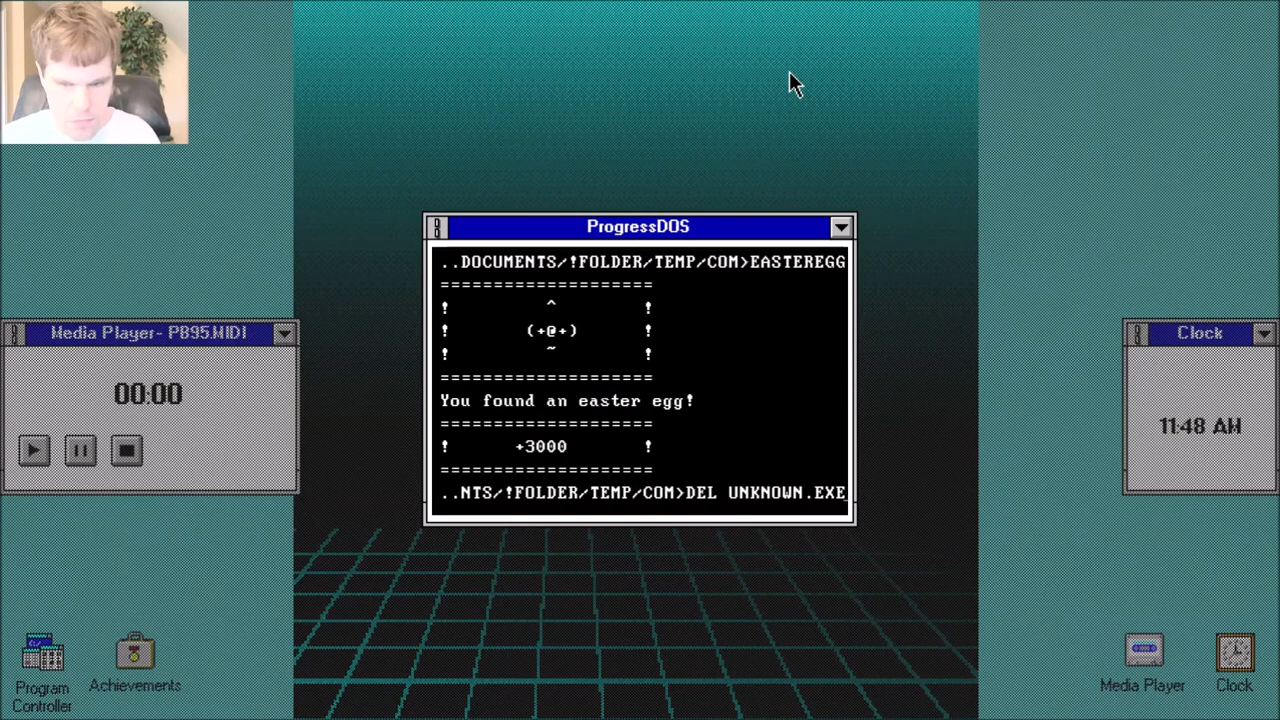 ProgressDOS
..DOCUMENTS/!FOLDER/TEMP/COM>EASTEREGG
====================
!         ^         !
!       (+@+)      !
!         ~         !
====================
You found an easter egg!
====================
!      +3000       !
====================
..NTS/!FOLDER/TEMP/COM>DEL UNKNOWN.EXE_
Media Player- PB95.MIDI
00:00
Clock
11:48 AM
Program
Controller
Achievements
Media Player
Clock